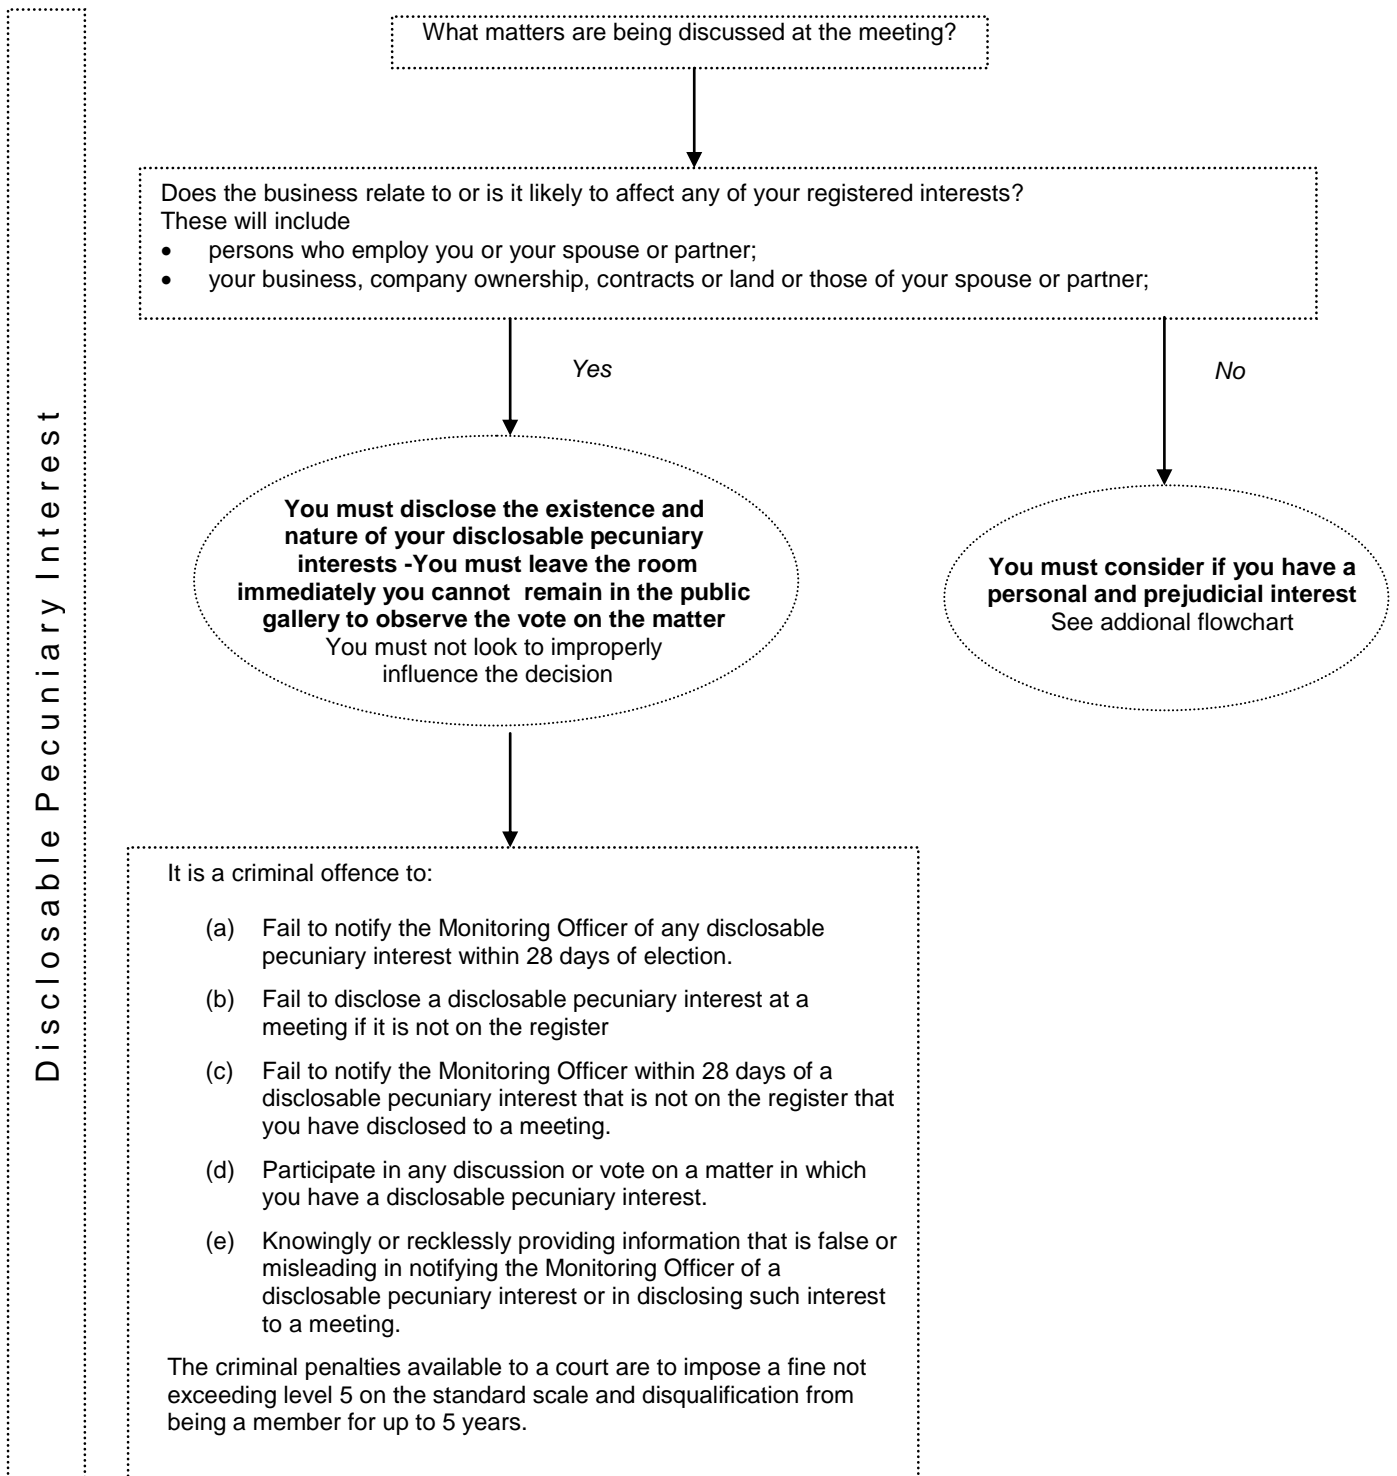 Disclosable Pecuniary Interest
What matters are being discussed at the meeting?
Does the business relate to or is it likely to affect any of your registered interests?
These will include
• persons who employ you or your spouse or partner;
• your business, company ownership, contracts or land or those of your spouse or partner;
Yes
No
You must disclose the existence and
nature of your disclosable pecuniary
interests -You must leave the room
immediately you cannot remain in the public
gallery to observe the vote on the matter
You must not look to improperly
influence the decision
You must consider if you have a
personal and prejudicial interest
See addional flowchart
It is a criminal offence to:
(a) Fail to notify the Monitoring Officer of any disclosable
pecuniary interest within 28 days of election.
(b) Fail to disclose a disclosable pecuniary interest at a
meeting if it is not on the register
(c) Fail to notify the Monitoring Officer within 28 days of a
disclosable pecuniary interest that is not on the register that
you have disclosed to a meeting.
(d) Participate in any discussion or vote on a matter in which
you have a disclosable pecuniary interest.
(e) Knowingly or recklessly providing information that is false or
misleading in notifying the Monitoring Officer of a
disclosable pecuniary interest or in disclosing such interest
to a meeting.
The criminal penalties available to a court are to impose a fine not
exceeding level 5 on the standard scale and disqualification from
being a member for up to 5 years.